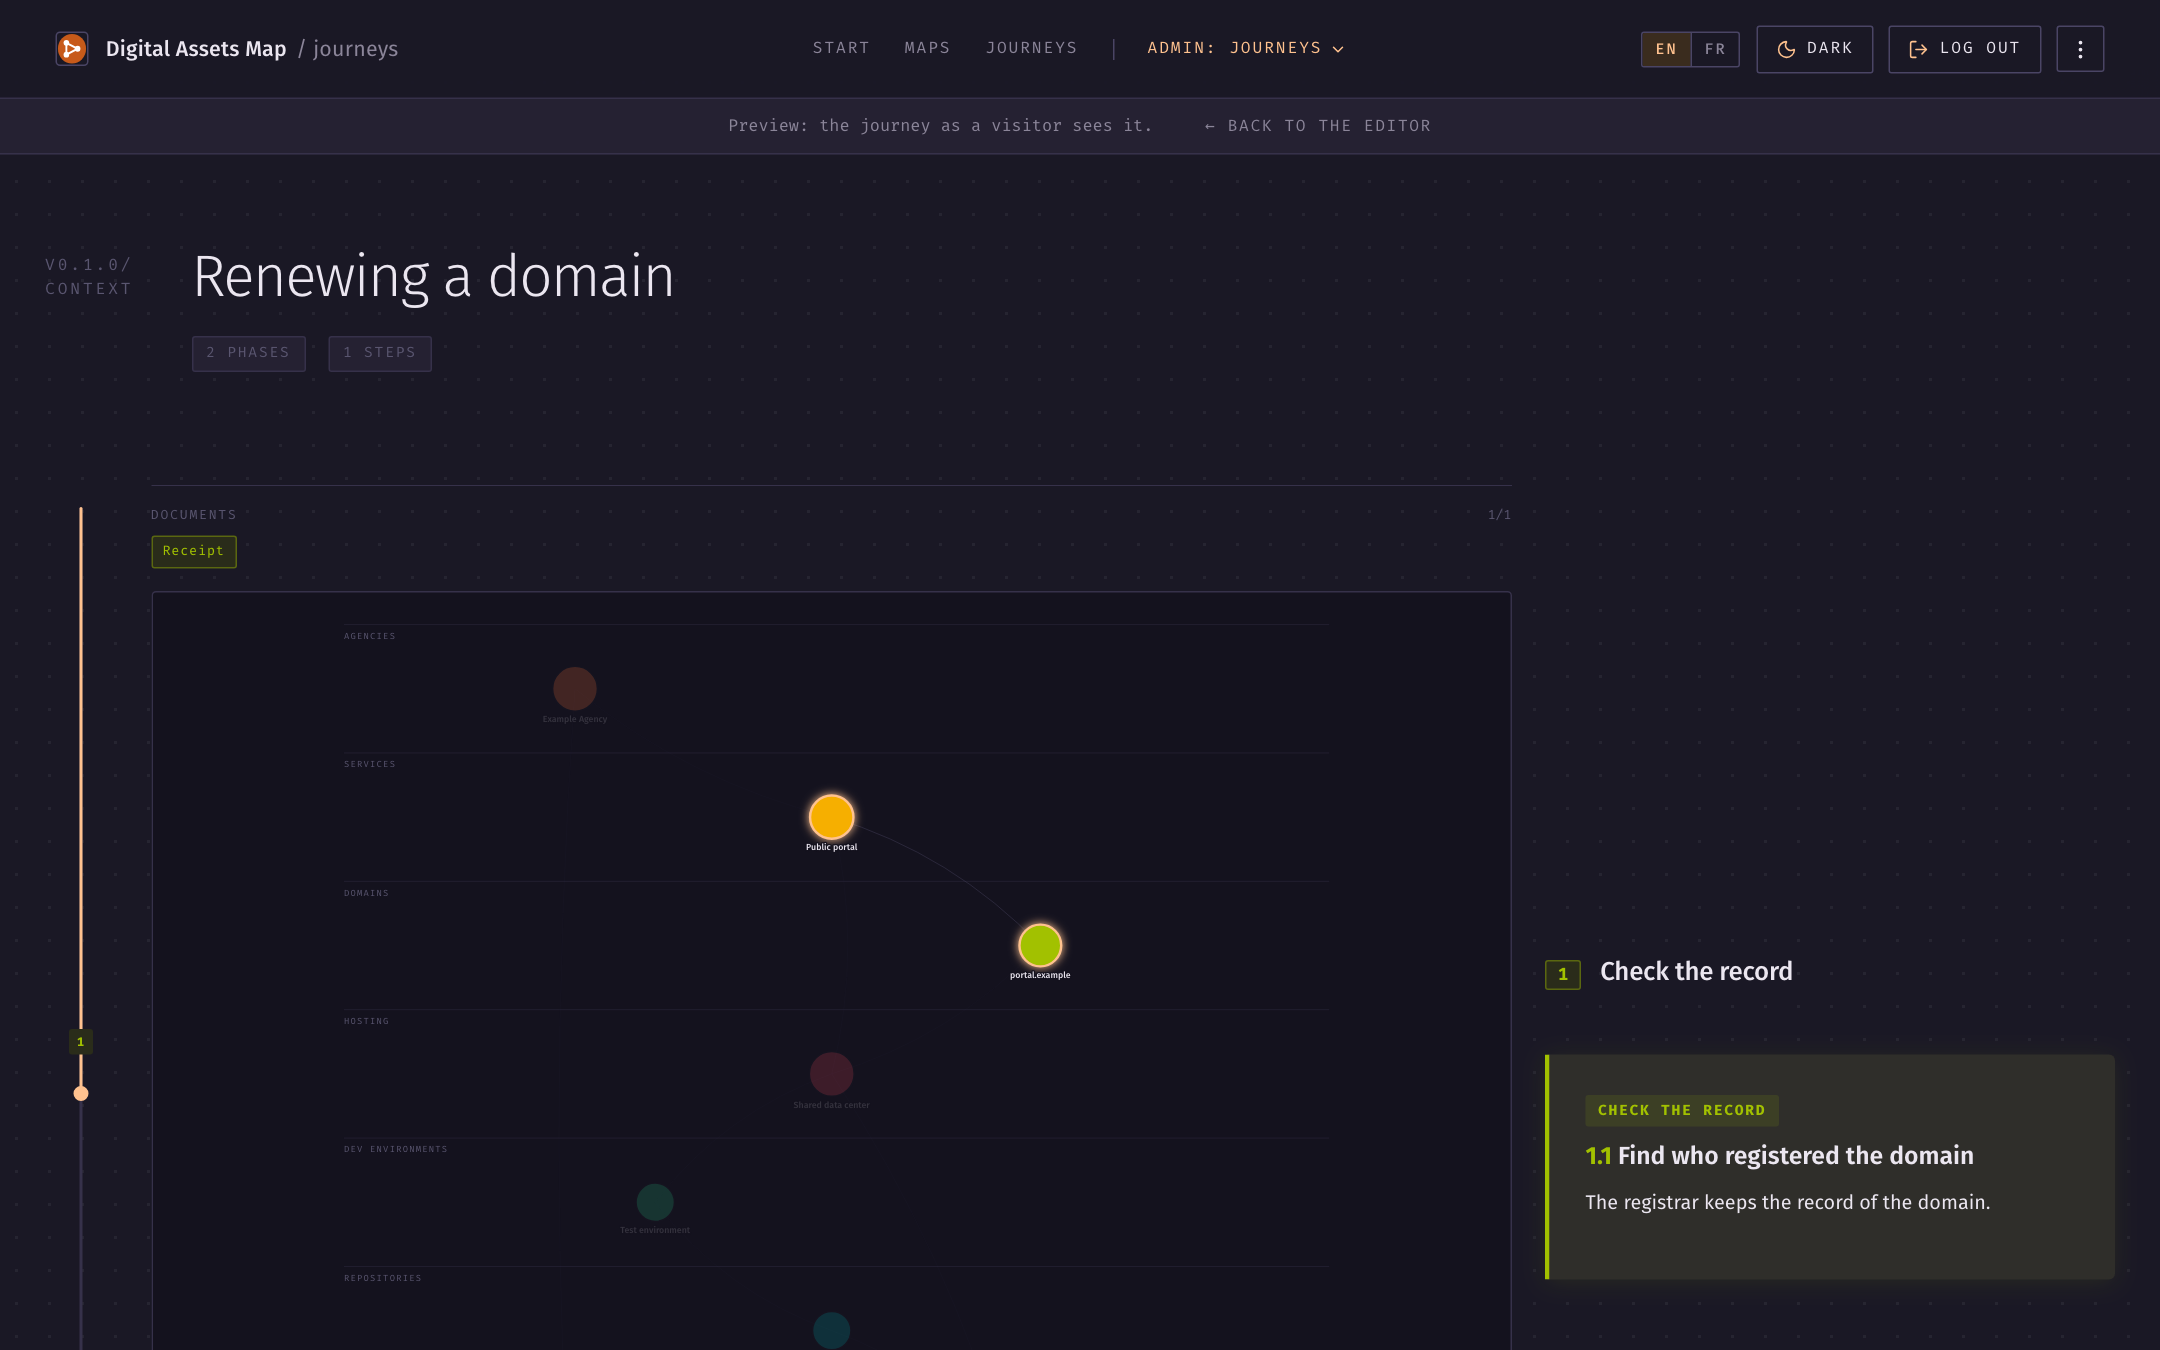 Digital Assets Map / journeys
START MAPS JOURNEYS ADMIN: JOURNEYS
EN FR DARK LOG OUT
Preview: the journey as a visitor sees it. ← BACK TO THE EDITOR
V0.1.0/
CONTEXT
Renewing a domain
2 PHASES 1 STEPS
DOCUMENTS 1/1
Receipt
AGENCIES
Example Agency
SERVICES
Public portal
DOMAINS
portal.example
HOSTING
Shared data center
DEV ENVIRONMENTS
Test environment
REPOSITORIES
1
1 Check the record
CHECK THE RECORD
1.1 Find who registered the domain
The registrar keeps the record of the domain.